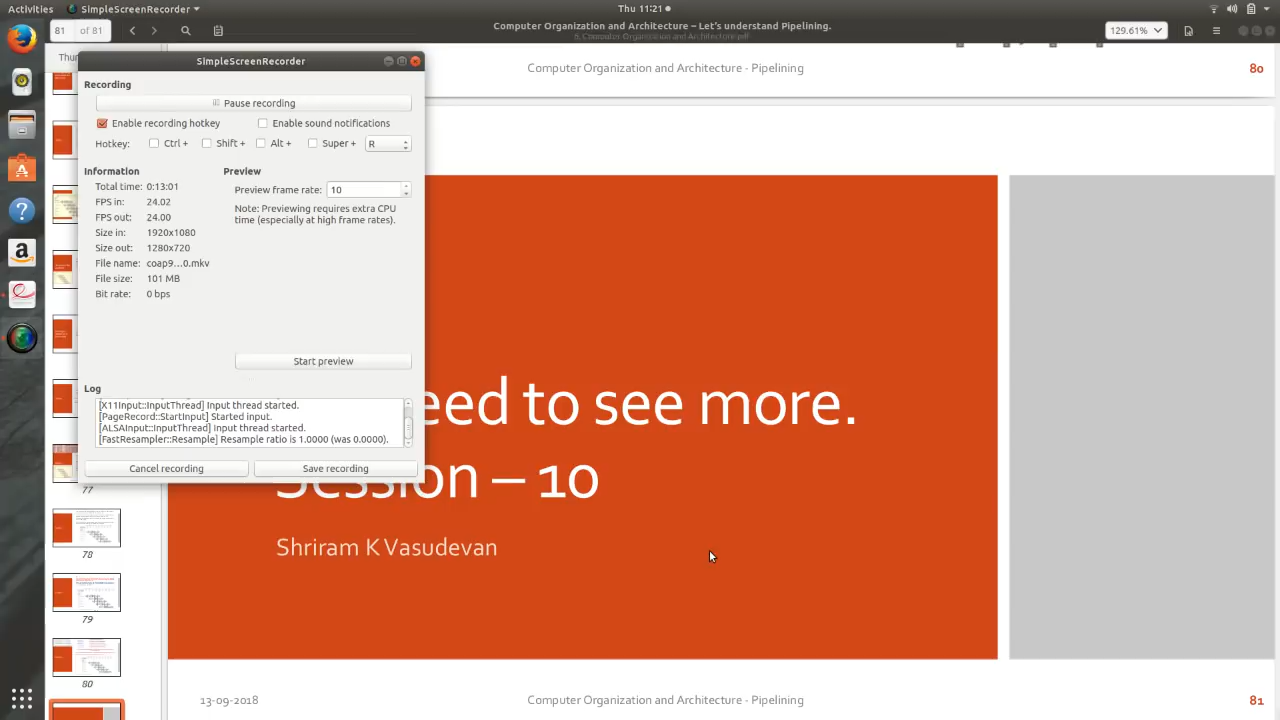 Activities
SimpleScreenRecorder
Thu 11:21
81 of 81
Computer Organization and Architecture – Let's understand Pipelining.
8. Computer Organisation and Architecture.pdf
129.61%
Thu
SimpleScreenRecorder
Recording
Pause recording
Enable recording hotkey
Enable sound notifications
Hotkey: Ctrl + Shift + Alt + Super + R
Information
Total time: 0:13:01
FPS in: 24.02
FPS out: 24.00
Size in: 1920x1080
Size out: 1280x720
File name: coap9...0.mkv
File size: 101 MB
Bit rate: 0 bps
Preview
Preview frame rate: 10
Note: Previewing requires extra CPU
time (especially at high frame rates).
Start preview
Log
[X11Input::InputThread] Input thread started.
[PageRecord::StartInput] Started input.
[ALSAInput::InputThread] Input thread started.
[FastResampler::Resample] Resample ratio is 1.0000 (was 0.0000).
Cancel recording
Save recording
77
78
79
80
Computer Organization and Architecture - Pipelining
80
eed to see more.
Session – 10
Shriram K Vasudevan
13-09-2018
Computer Organization and Architecture - Pipelining
81